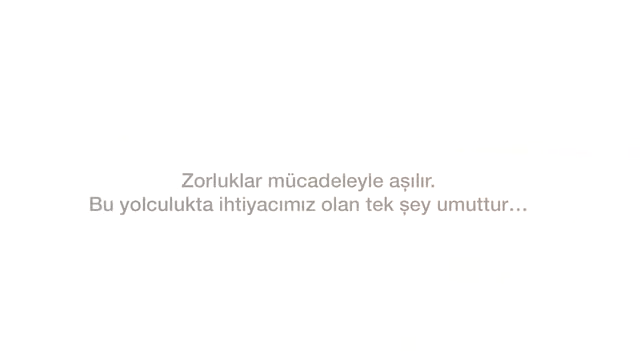 Zorluklar mücadeleyle aşılır.
Bu yolculukta ihtiyacımız olan tek şey umuttur…